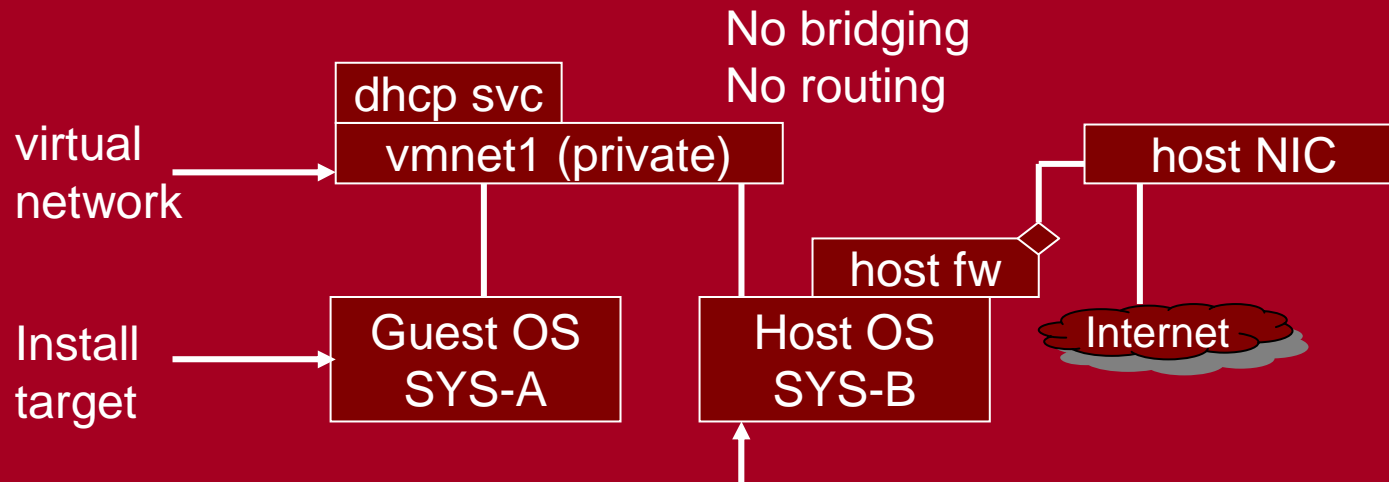 No bridging
No routing
dhcp svc
virtual
network
vmnet1 (private)
host NIC
host fw
Install
target
Guest OS
SYS-A
Host OS
SYS-B
Internet